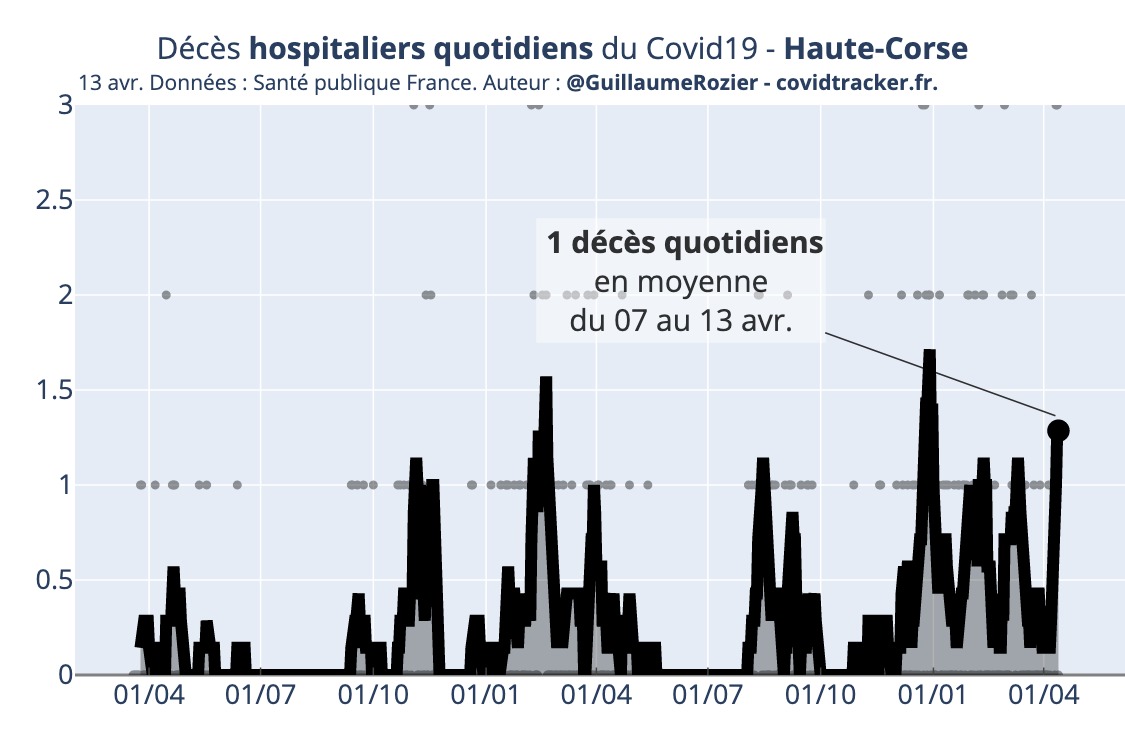 Décès hospitaliers quotidiens du Covid19 - Haute-Corse
13 avr. Données : Santé publique France. Auteur : @GuillaumeRozier - covidtracker.fr.
3
2.5
2
1.5
1
0.5
0
1 décès quotidiens
en moyenne
du 07 au 13 avr.
01/04 01/07 01/10 01/01 01/04 01/07 01/10 01/01 01/04